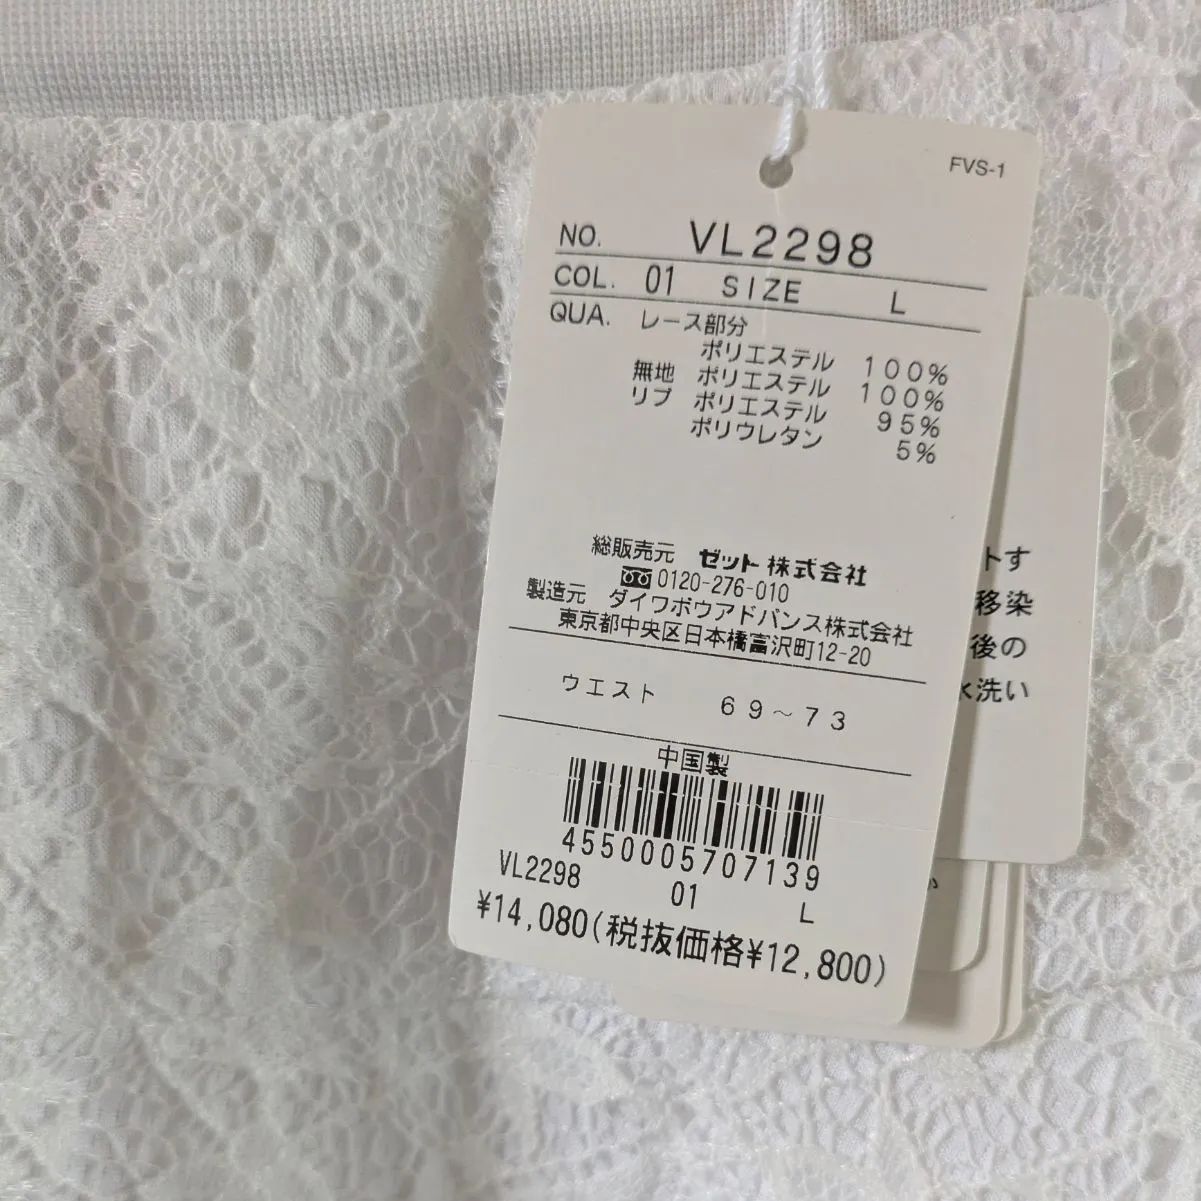 FVS-1
NO. VL2298
COL. 01 SIZE L
QUA. レース部分
ポリエステル 100%
無地 ポリエステル 100%
リブ ポリエステル 95%
ポリウレタン 5%
総販売元 ゼット株式会社
0120-276-010
製造元 ダイワボウアドバンス株式会社
東京都中央区日本橋富沢町12-20
ウエスト 69~73
中国製
4550005707139
VL2298 01 L
¥14,080(税抜価格¥12,800)
トす
移染
後の
水洗い